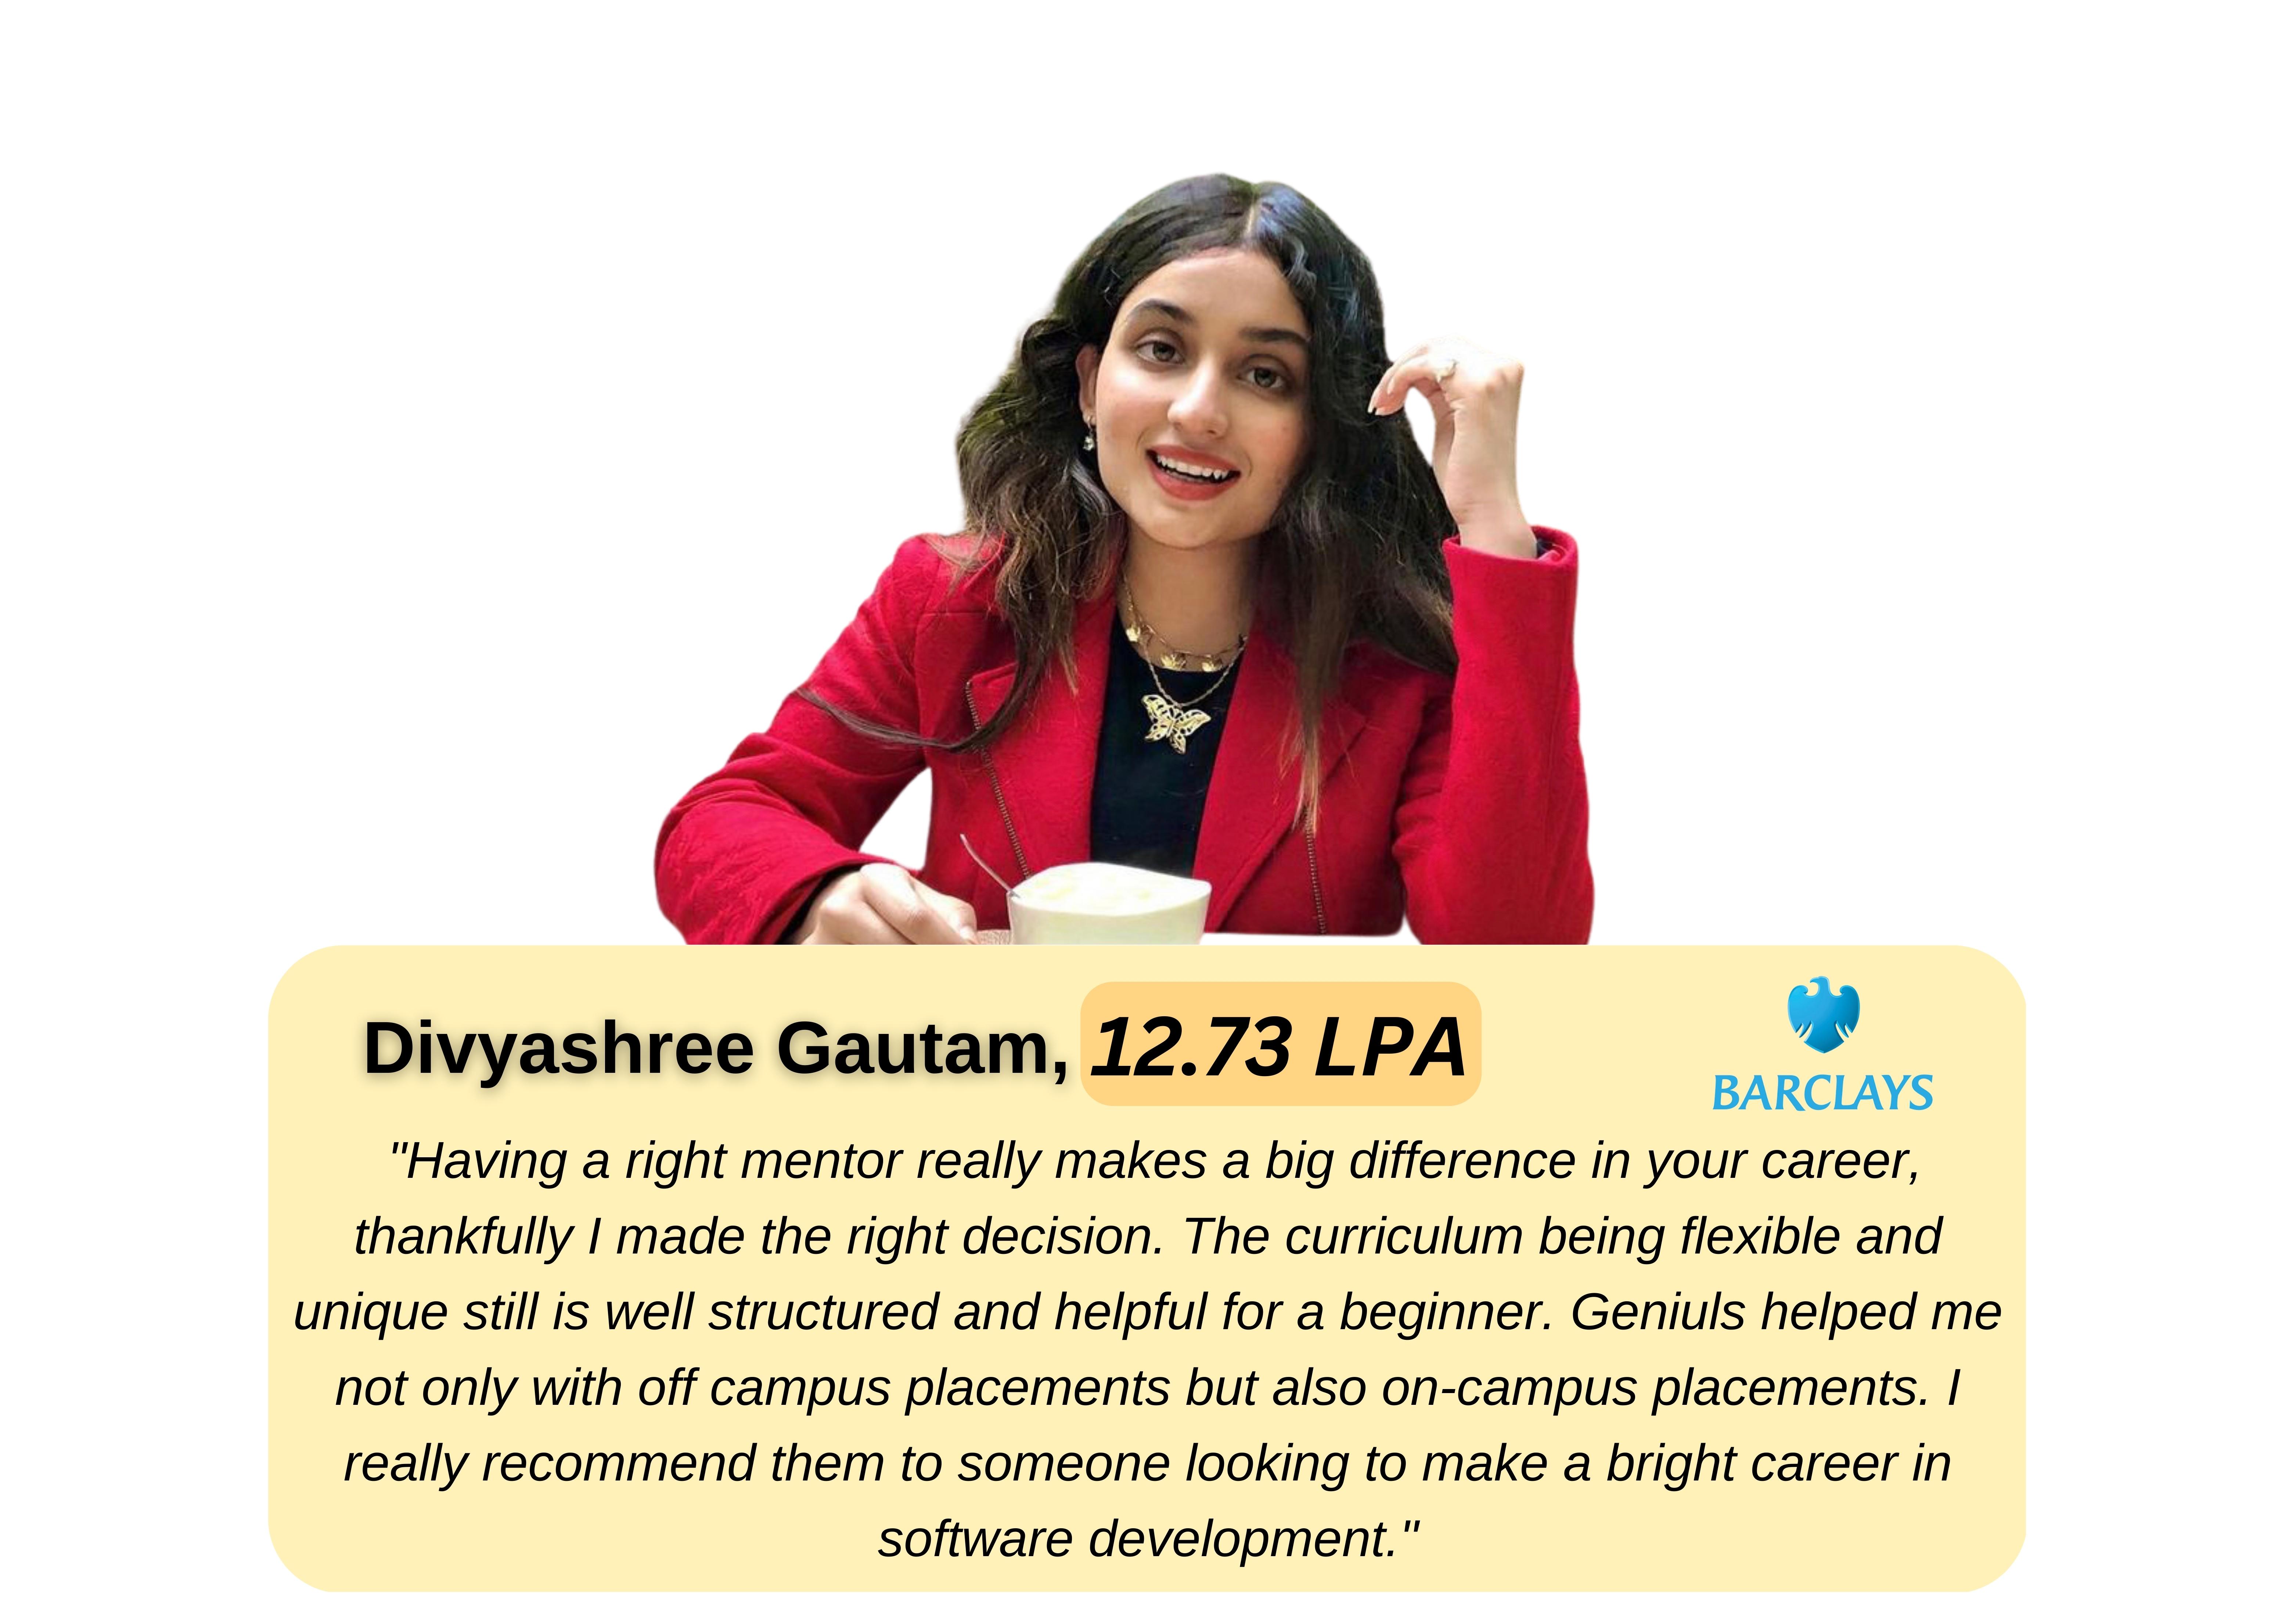 Divyashree Gautam, 12.73 LPA
BARCLAYS
"Having a right mentor really makes a big difference in your career,
thankfully I made the right decision. The curriculum being flexible and
unique still is well structured and helpful for a beginner. Geniuls helped me
not only with off campus placements but also on-campus placements. I
really recommend them to someone looking to make a bright career in
software development."